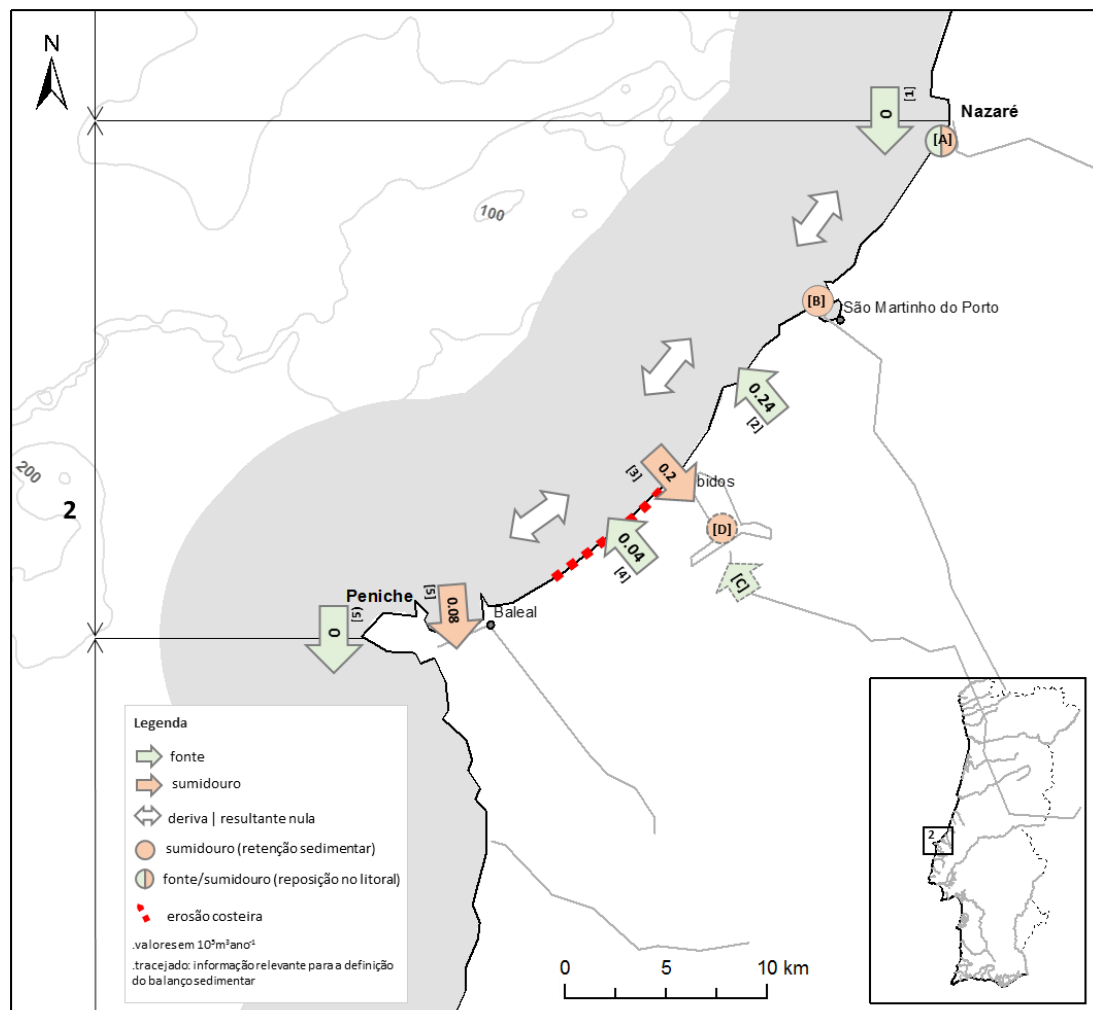 N
[1]
0
Nazaré
[A]
100
[B]
São Martinho do Porto
0.24
[2]
200
2
[3]
0.2
bidos
[D]
0.04
[4]
[C]
Peniche
[5]
0.08
Baleal
(5)
0
Legenda
fonte
sumidouro
deriva | resultante nula
sumidouro (retenção sedimentar)
fonte/sumidouro (reposição no litoral)
erosão costeira
.valores em 10⁵m³ano⁻¹
.tracejado: informação relevante para a definição
do balanço sedimentar
0 5 10 km
2